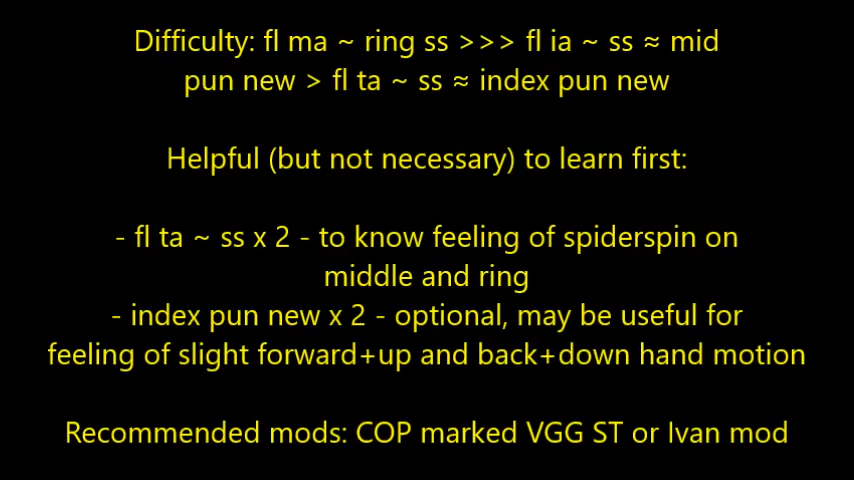 Difficulty: fl ma ~ ring ss >>> fl ia ~ ss ≈ mid
pun new > fl ta ~ ss ≈ index pun new
Helpful (but not necessary) to learn first:
- fl ta ~ ss x 2 - to know feeling of spiderspin on
middle and ring
- index pun new x 2 - optional, may be useful for
feeling of slight forward+up and back+down hand motion
Recommended mods: COP marked VGG ST or Ivan mod